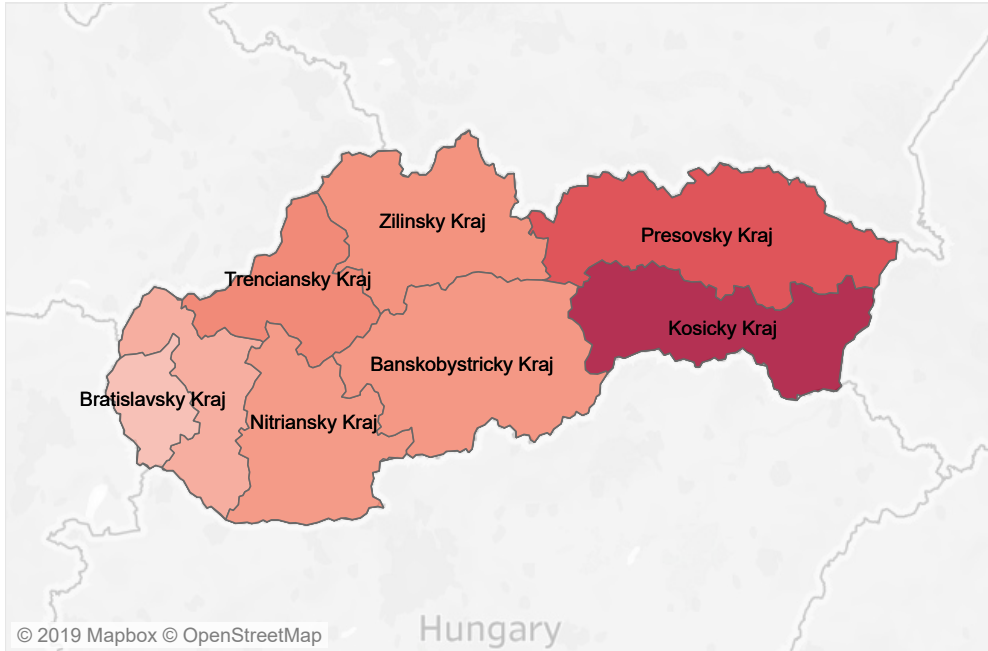 Zilinsky Kraj
Presovsky Kraj
Trenciansky Kraj
Kosicky Kraj
Banskobystricky Kraj
Bratislavsky Kraj
Nitriansky Kraj
Hungary
© 2019 Mapbox © OpenStreetMap